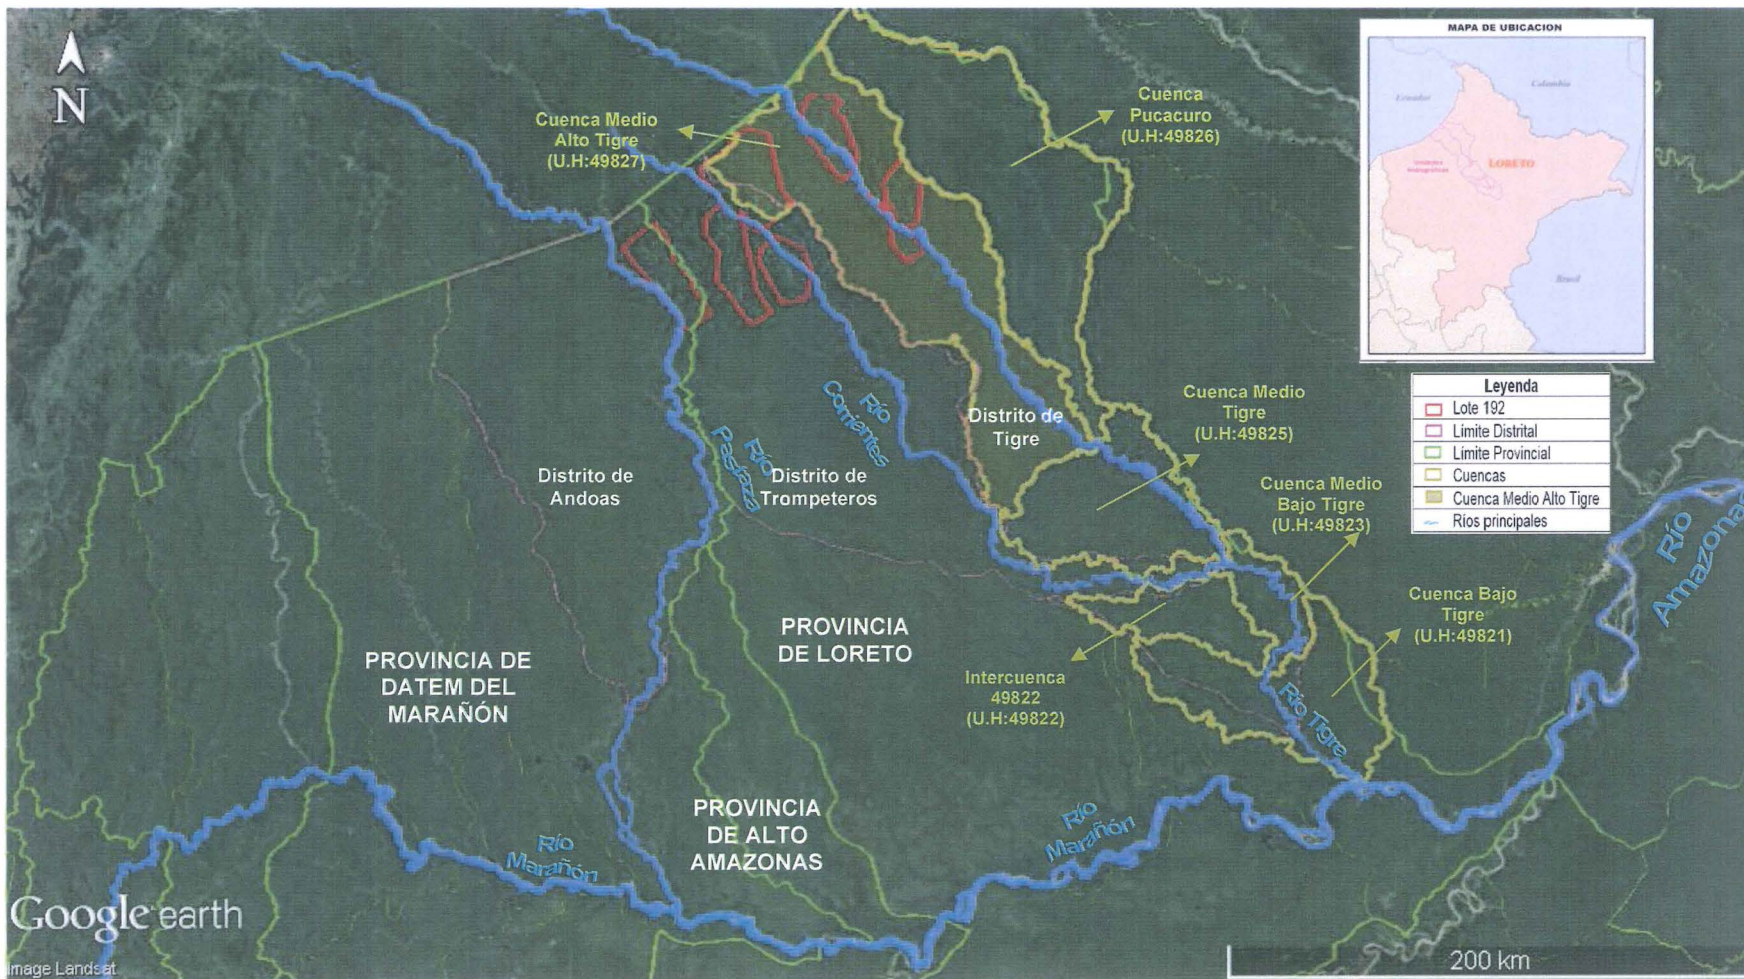 N
MAPA DE UBICACION
Ecuador
Colombia
LORETO
Unidades
Hidrográficas
Brasil
Cuenca Medio
Alto Tigre
(U.H:49827)
Cuenca
Pucacuro
(U.H:49826)
Leyenda
Lote 192
Limite Distrital
Limite Provincial
Cuencas
Cuenca Medio Alto Tigre
Ríos principales
Cuenca Medio
Tigre
(U.H:49825)
Río
Corrientes
Distrito de
Tigre
Río
Pastaza
Distrito de
Andoas
Distrito de
Trompeteros
Cuenca Medio
Bajo Tigre
(U.H:49823)
Río
Amazonas
Cuenca Bajo
Tigre
(U.H:49821)
PROVINCIA
DE LORETO
PROVINCIA DE
DATEM DEL
MARAÑÓN
Intercuenca
49822
(U.H:49822)
Río Tigre
PROVINCIA
DE ALTO
AMAZONAS
Río
Marañón
Río
Marañón
Google earth
Image Landsat
200 km